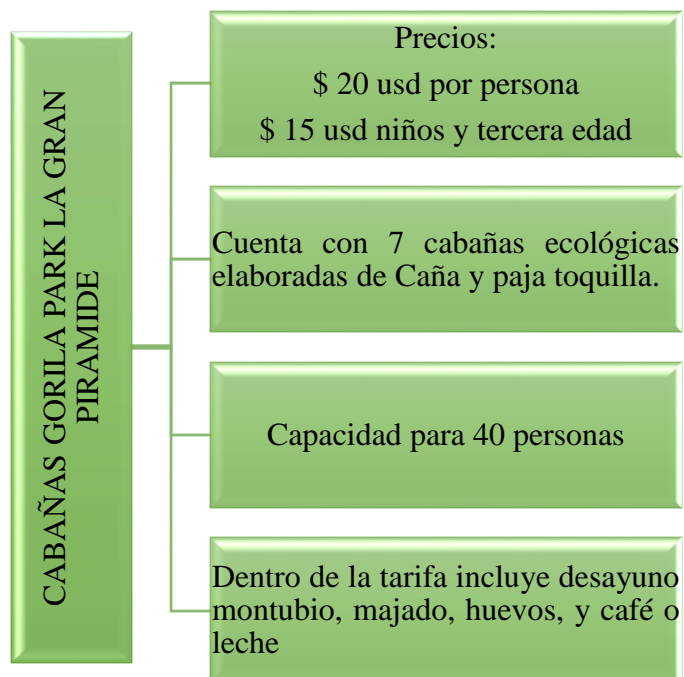 CABAÑAS GORILA PARK LA GRAN
PIRAMIDE
Precios:
$ 20 usd por persona
$ 15 usd niños y tercera edad
Cuenta con 7 cabañas ecológicas
elaboradas de Caña y paja toquilla.
Capacidad para 40 personas
Dentro de la tarifa incluye desayuno
montubio, majado, huevos, y café o
leche